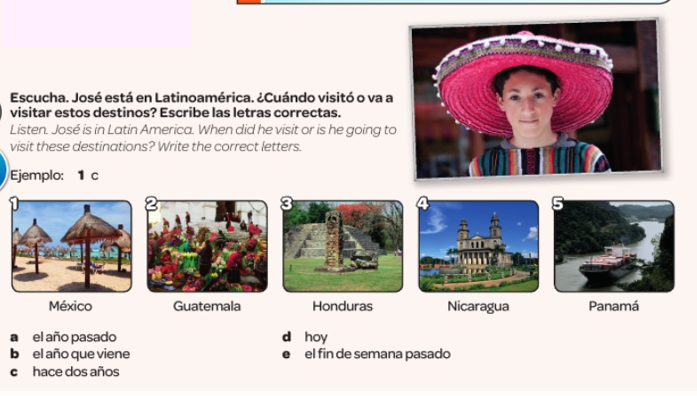 Escucha. José está en Latinoamérica. ¿Cuándo visitó o va a
visitar estos destinos? Escribe las letras correctas.
Listen. José is in Latin America. When did he visit or is he going to
visit these destinations? Write the correct letters.
Ejemplo: 1 c
1 2 3 4 5
México Guatemala Honduras Nicaragua Panamá
a el año pasado
b el año que viene
c hace dos años
d hoy
e el fin de semana pasado